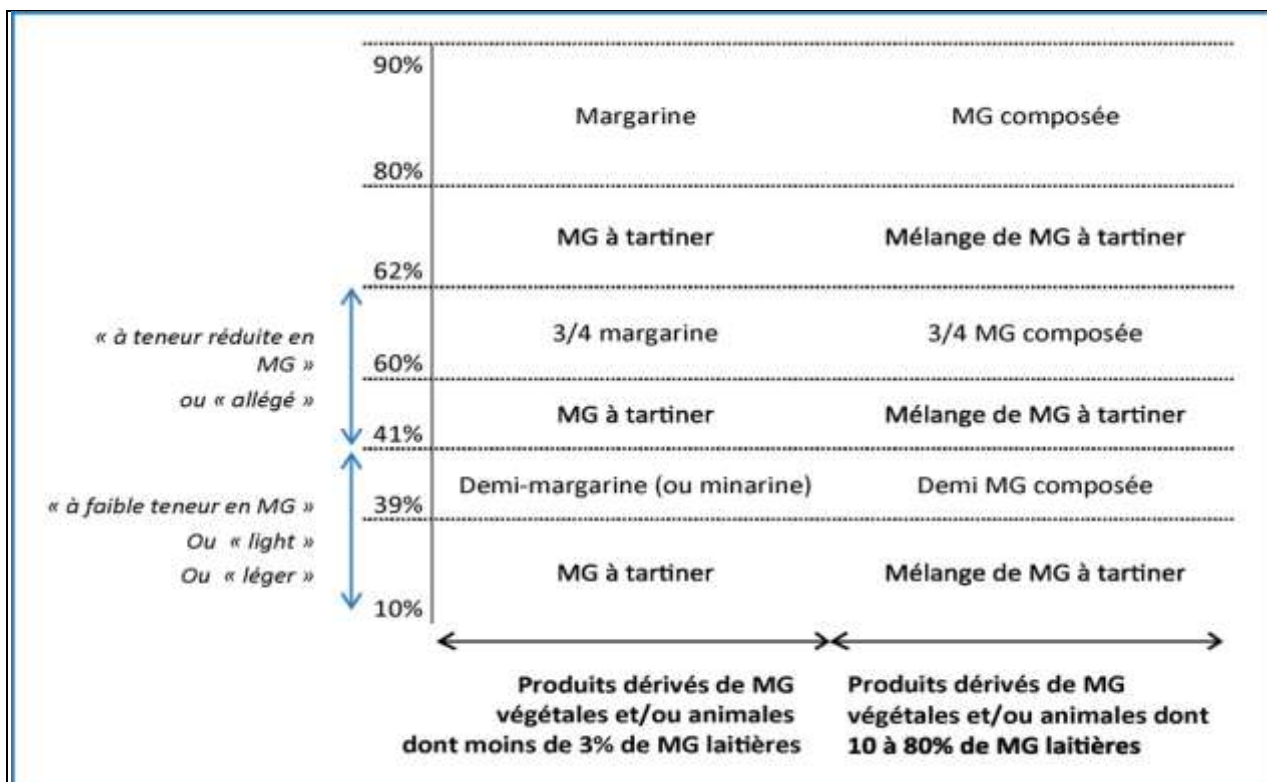 90%
Margarine MG composée
80%
MG à tartiner Mélange de MG à tartiner
62%
« à teneur réduite en
MG »
ou « allégé »
3/4 margarine 3/4 MG composée
60%
MG à tartiner Mélange de MG à tartiner
41%
Demi-margarine (ou minarine) Demi MG composée
« à faible teneur en MG »
Ou « light »
Ou « léger »
39%
MG à tartiner Mélange de MG à tartiner
10%
Produits dérivés de MG
végétales et/ou animales
dont moins de 3% de MG laitières
Produits dérivés de MG
végétales et/ou animales dont
10 à 80% de MG laitières